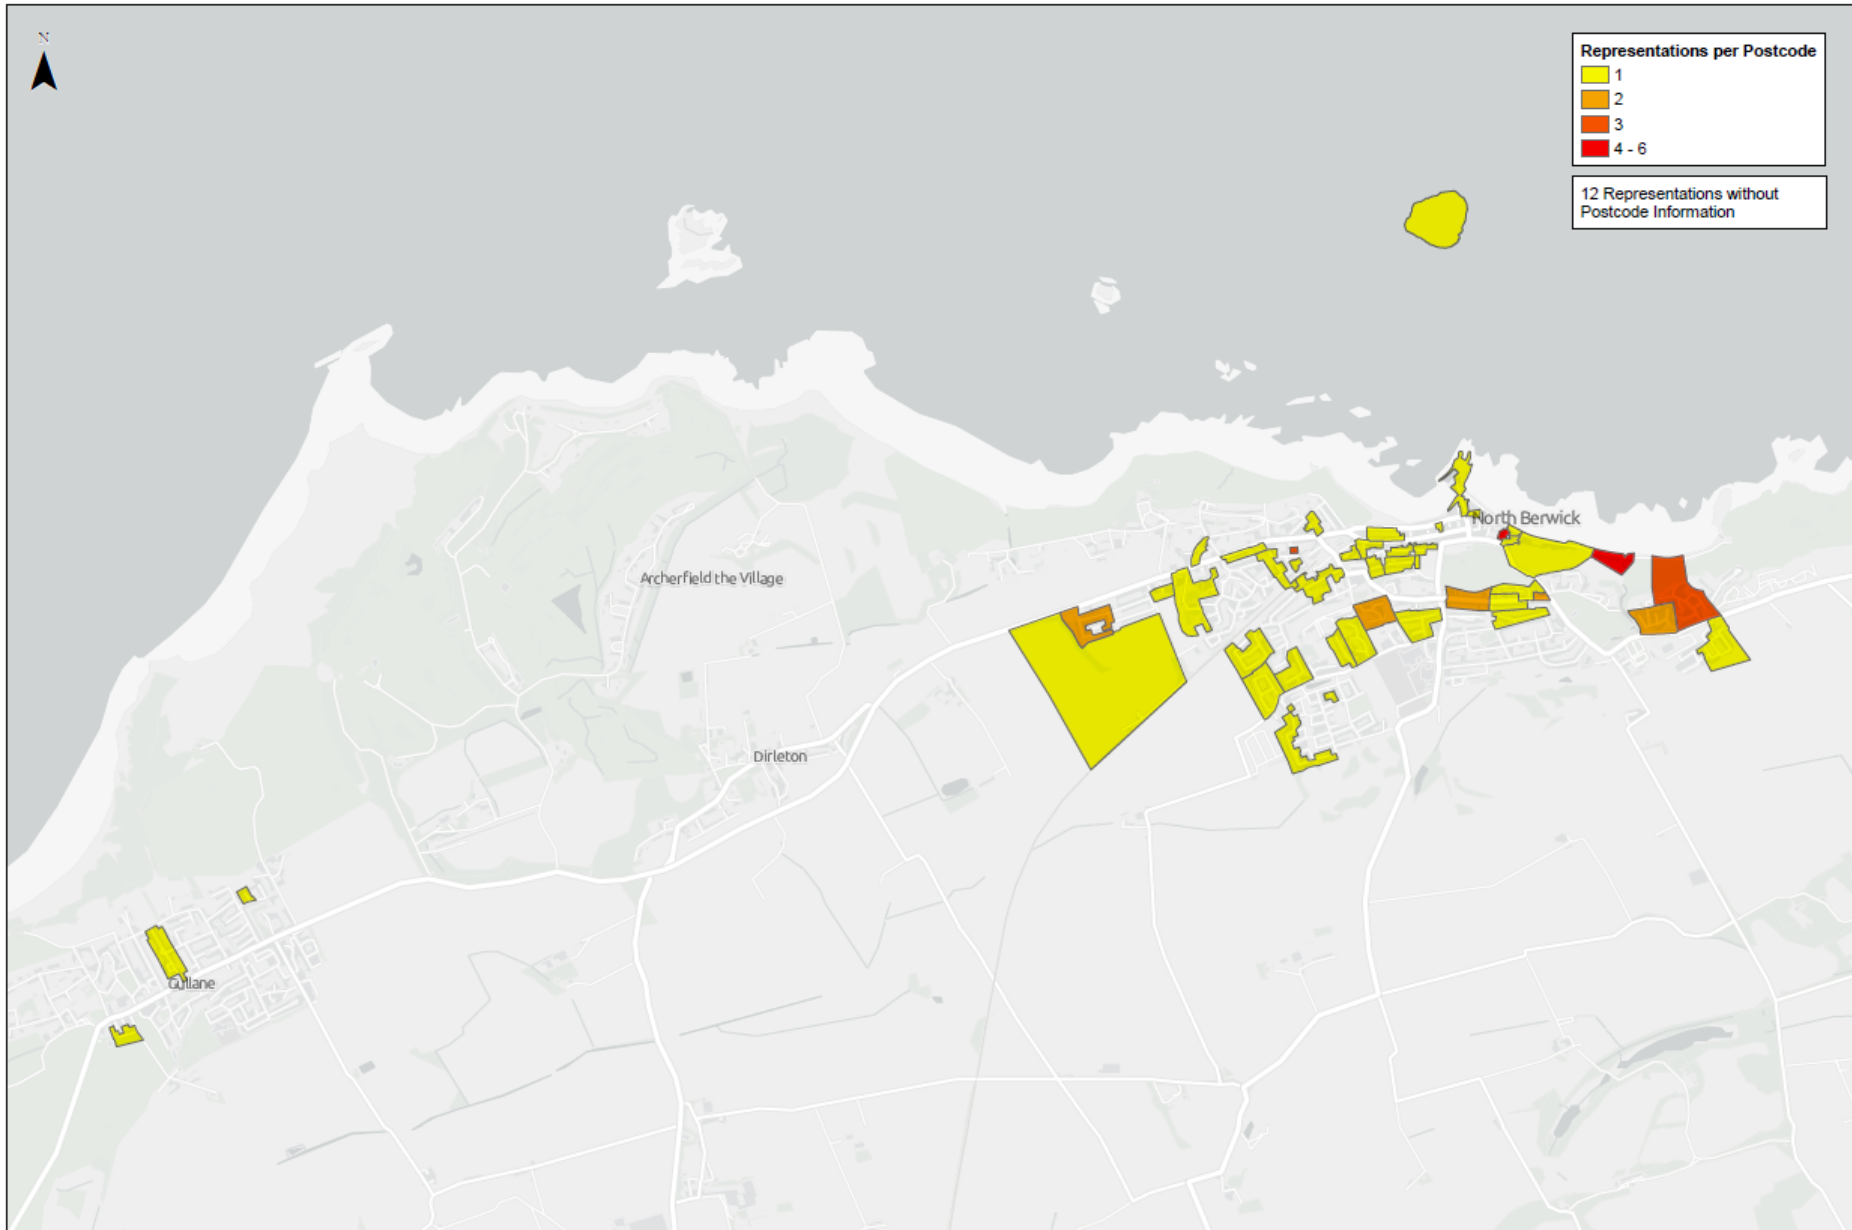 N
Representations per Postcode
1
2
3
4 - 6
12 Representations without
Postcode Information
North Berwick
Archerfield the Village
Dirleton
Gullane